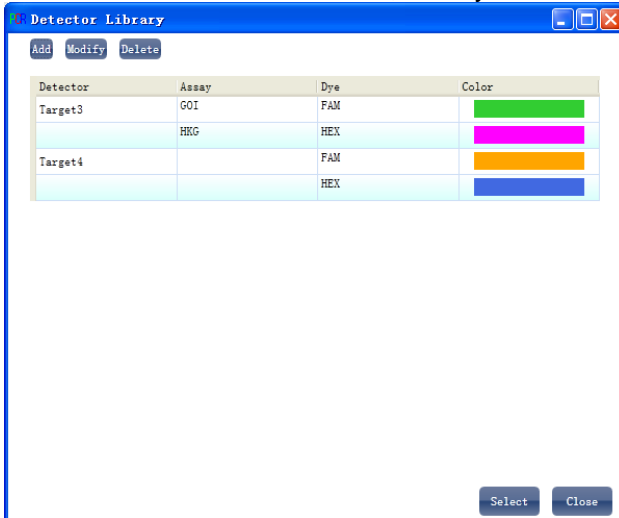 PCR Detector Library
Add Modify Delete
Detector Assay Dye Color
Target3 GOI FAM
HKG HEX
Target4 FAM
HEX
Select Close